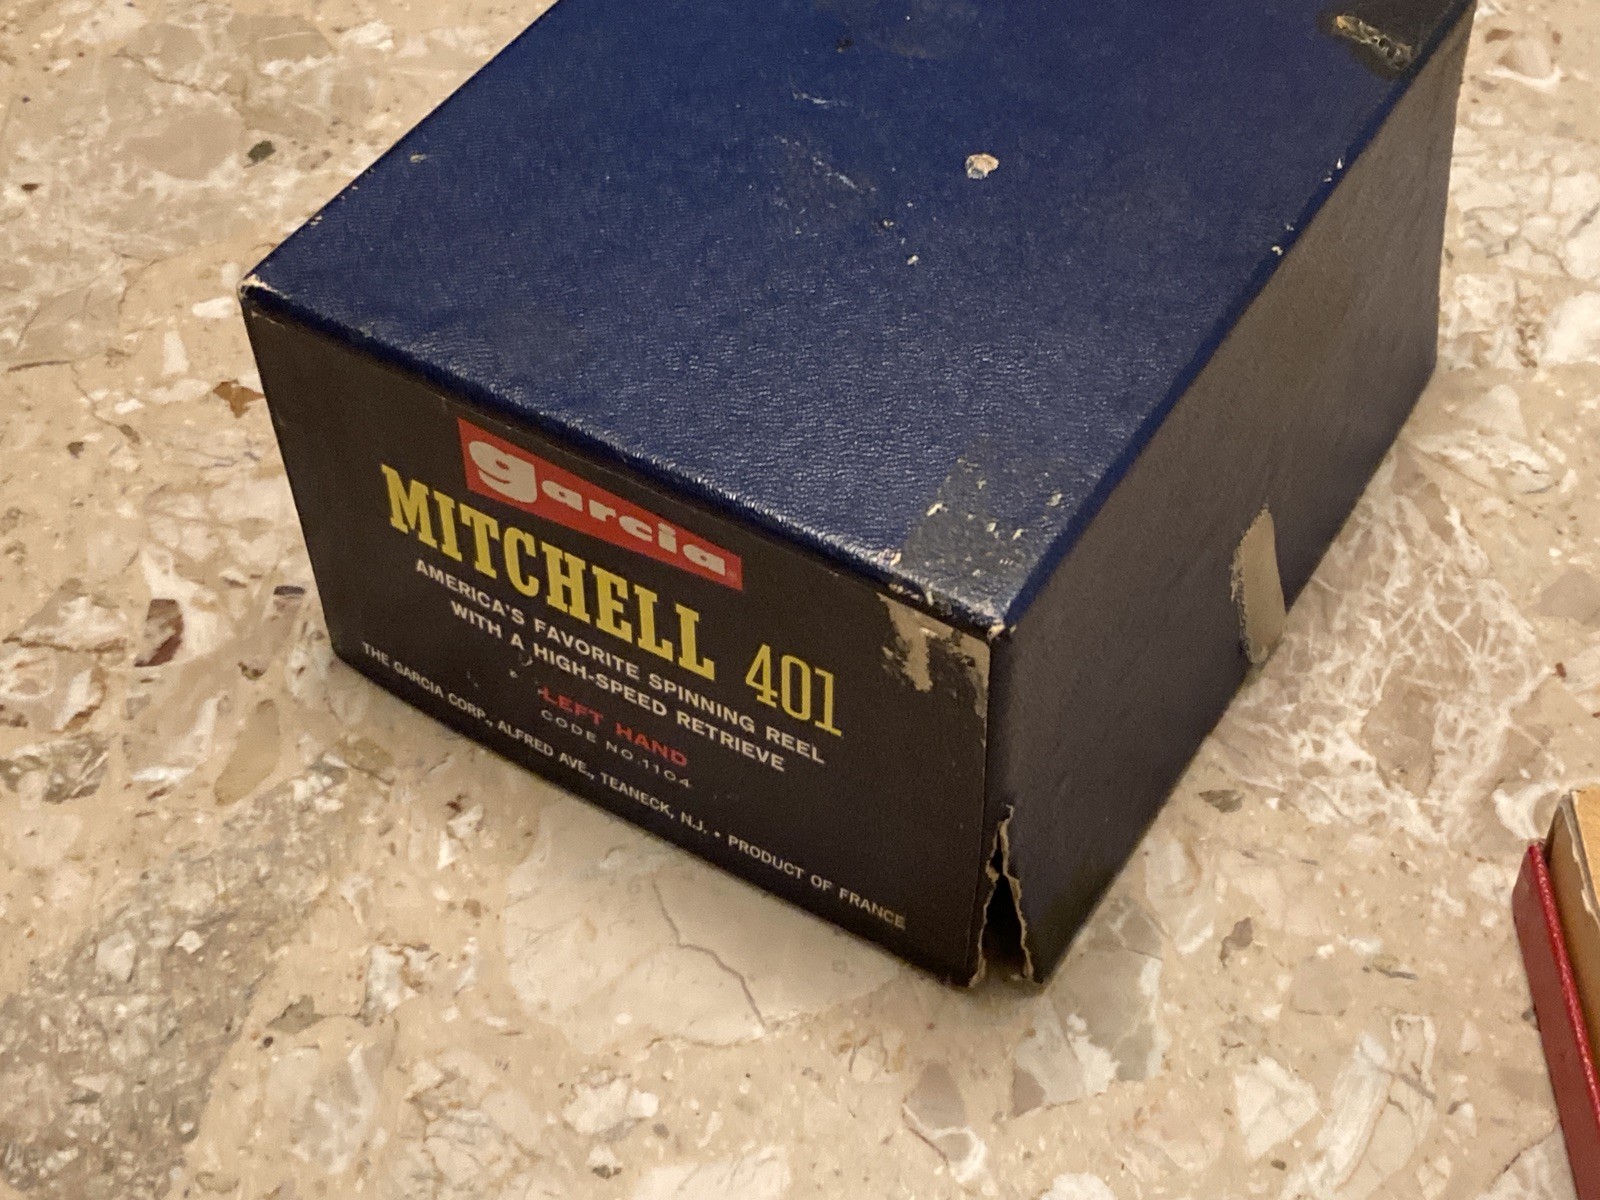 garcia
MITCHELL 401
AMERICA'S FAVORITE SPINNING REEL
WITH A HIGH-SPEED RETRIEVE
LEFT HAND
CODE NO. 1104
THE GARCIA CORP., ALFRED AVE., TEANECK, N.J. • PRODUCT OF FRANCE